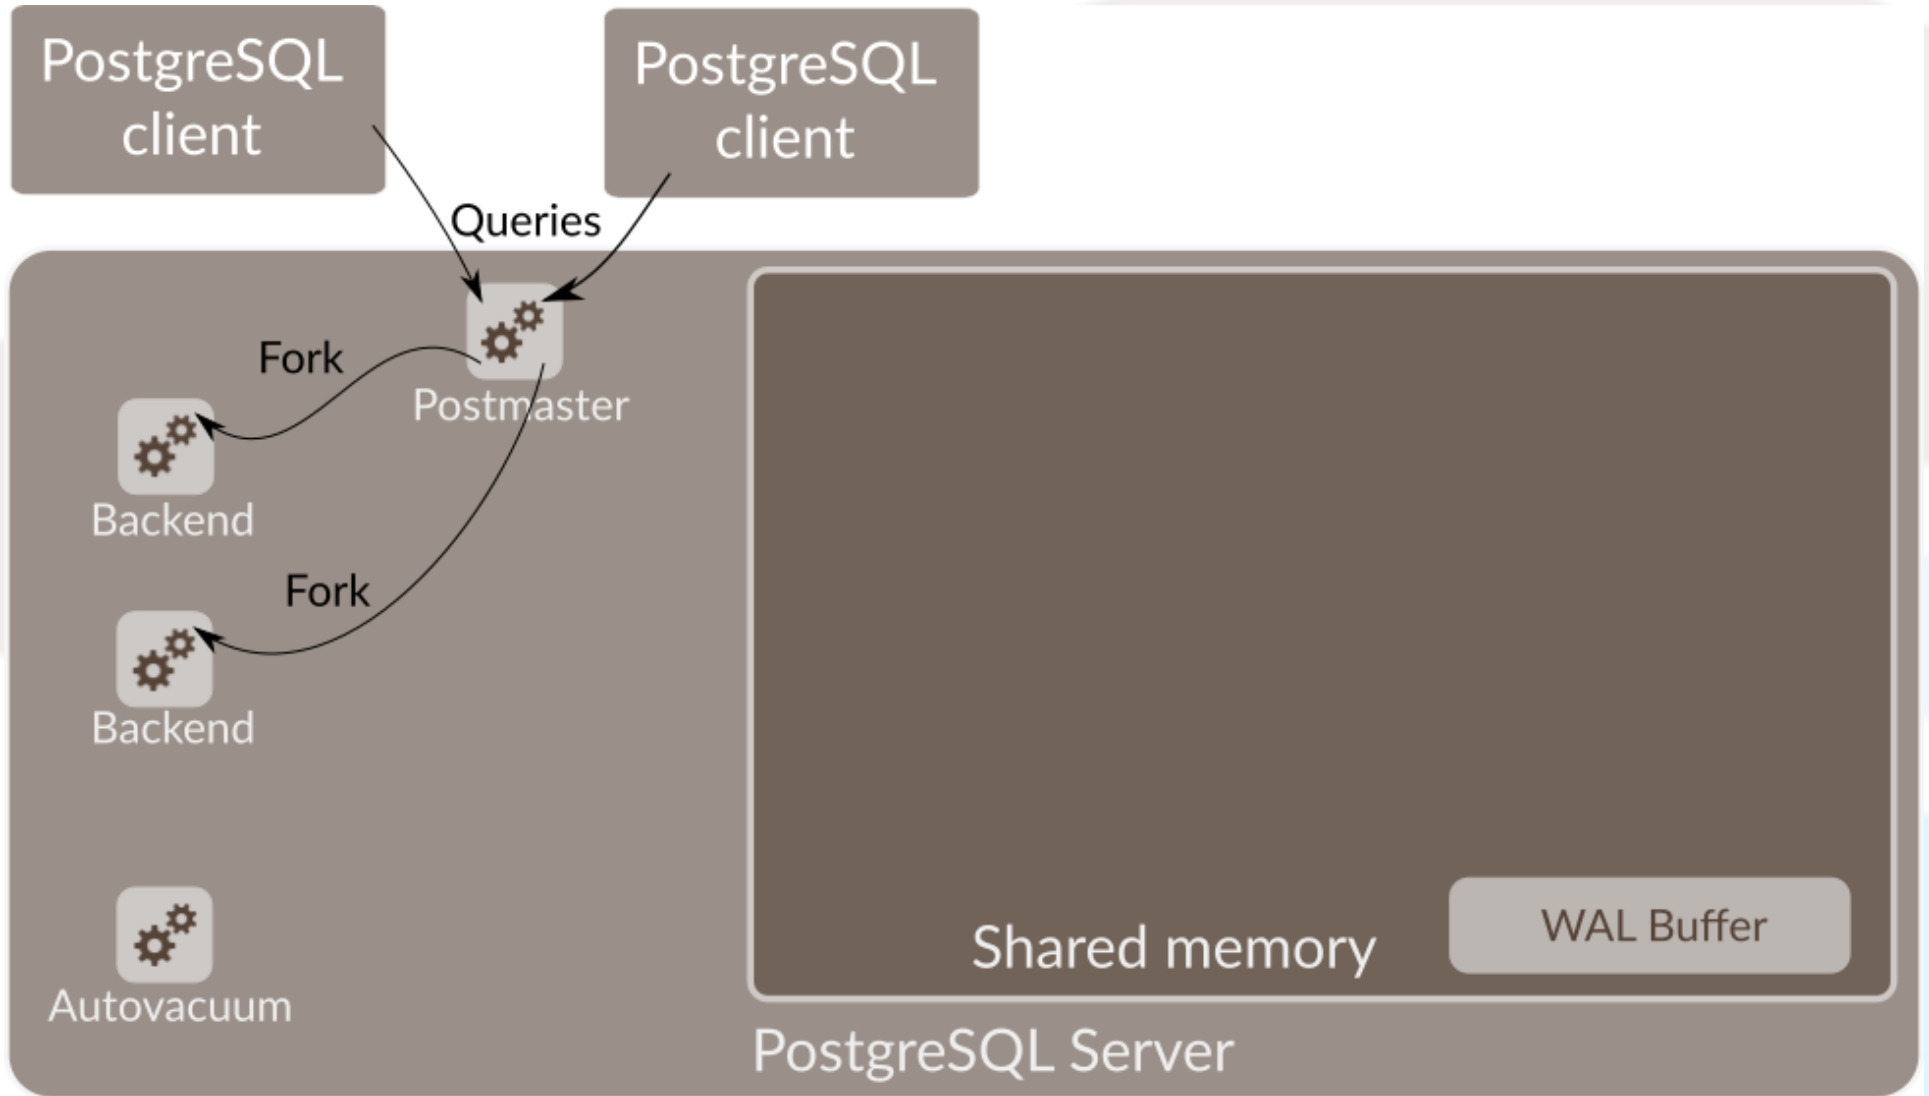 PostgreSQL
client
PostgreSQL
client
Queries
Fork
Postmaster
Backend
Fork
Backend
Autovacuum
Shared memory
WAL Buffer
PostgreSQL Server